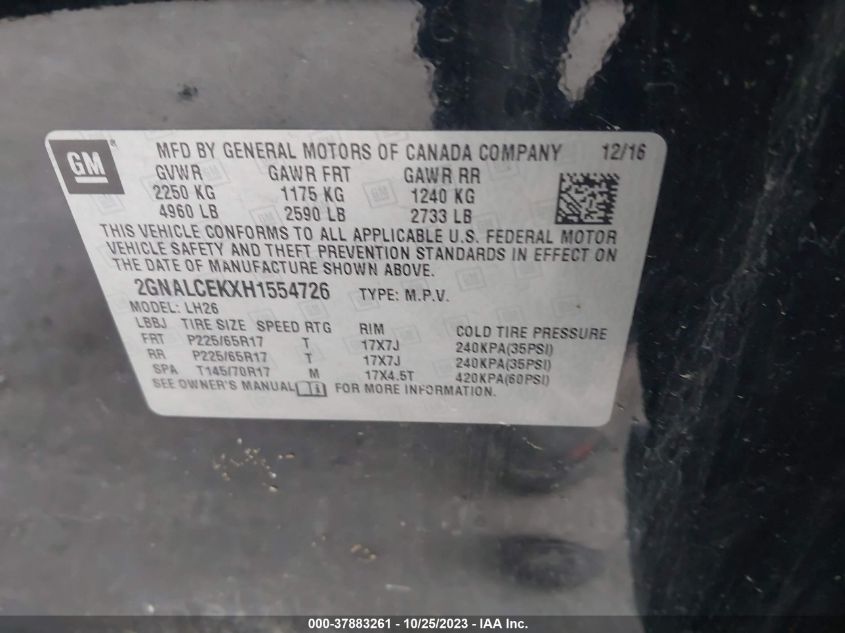 GM
MFD BY GENERAL MOTORS OF CANADA COMPANY 12/16
GVWR GAWR FRT GAWR RR
2250 KG 1175 KG 1240 KG
4960 LB 2590 LB 2733 LB
THIS VEHICLE CONFORMS TO ALL APPLICABLE U.S. FEDERAL MOTOR
VEHICLE SAFETY AND THEFT PREVENTION STANDARDS IN EFFECT ON
THE DATE OF MANUFACTURE SHOWN ABOVE.
2GNALCEKXH1554726 TYPE: M.P.V.
MODEL: LH26
LBBJ TIRE SIZE SPEED RTG RIM COLD TIRE PRESSURE
FRT P225/65R17 T 17X7J 240KPA(35PSI)
RR P225/65R17 T 17X7J 240KPA(35PSI)
SPA T145/70R17 M 17X4.5T 420KPA(60PSI)
SEE OWNER'S MANUAL FOR MORE INFORMATION.
000-37883261 - 10/25/2023 - IAAI Inc.